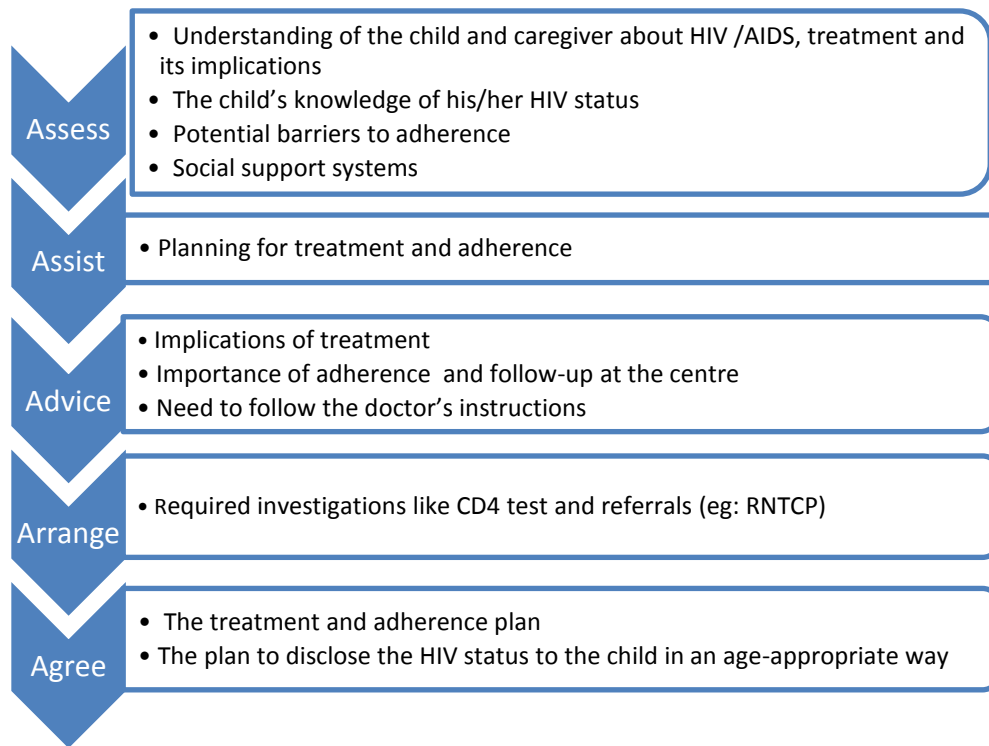 Assess
• Understanding of the child and caregiver about HIV /AIDS, treatment and
its implications
• The child’s knowledge of his/her HIV status
• Potential barriers to adherence
• Social support systems
Assist
• Planning for treatment and adherence
Advice
• Implications of treatment
• Importance of adherence and follow-up at the centre
• Need to follow the doctor’s instructions
Arrange
• Required investigations like CD4 test and referrals (eg: RNTCP)
Agree
• The treatment and adherence plan
• The plan to disclose the HIV status to the child in an age-appropriate way